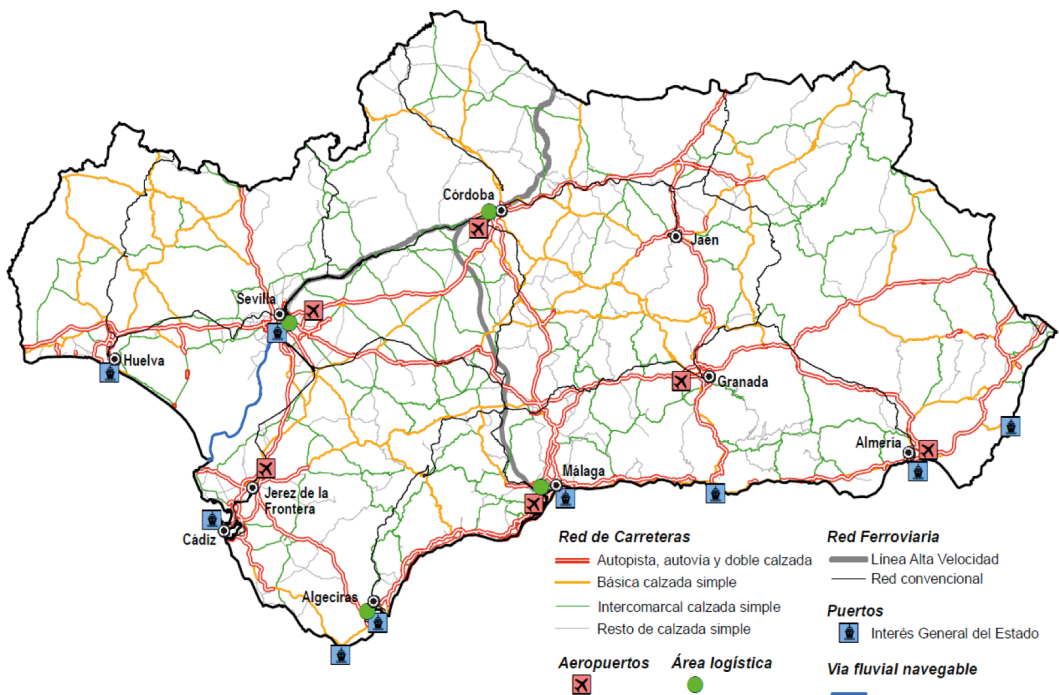 Córdoba
Jaen
Sevilla
Huelva
Granada
Almería
Málaga
Jerez de la
Frontera
Cádiz
Algeciras
Red de Carreteras
Autopista, autovía y doble calzada
Básica calzada simple
Intercomarcal calzada simple
Resto de calzada simple
Aeropuertos
Área logística
Red Ferroviaria
Línea Alta Velocidad
Red convencional
Puertos
Interés General del Estado
Via fluvial navegable